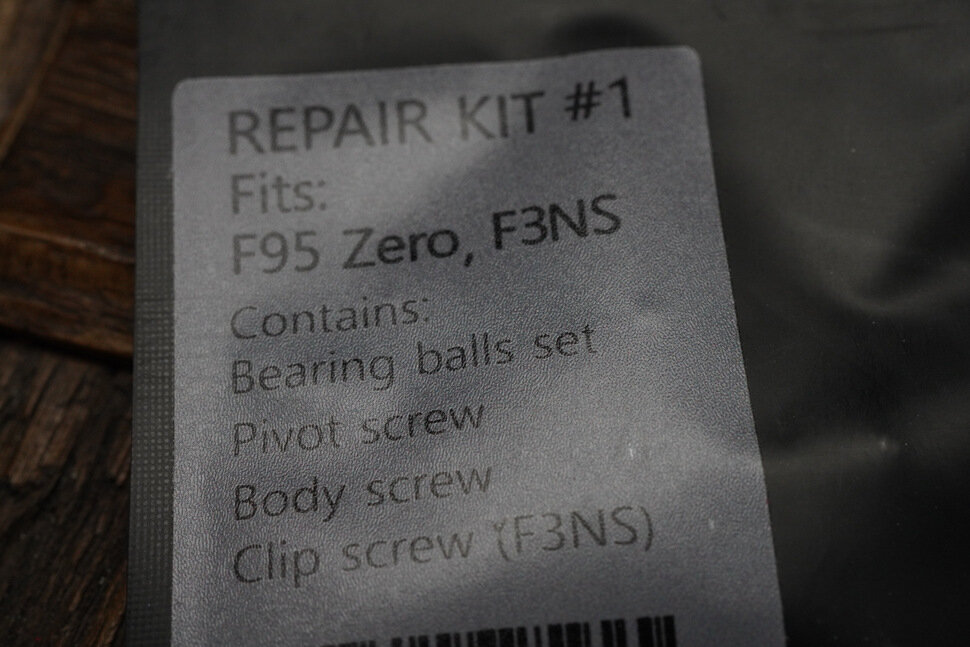 REPAIR KIT #1
Fits:
F95 Zero, F3NS
Contains:
Bearing balls set
Pivot screw
Body screw
Clip screw (F3NS)